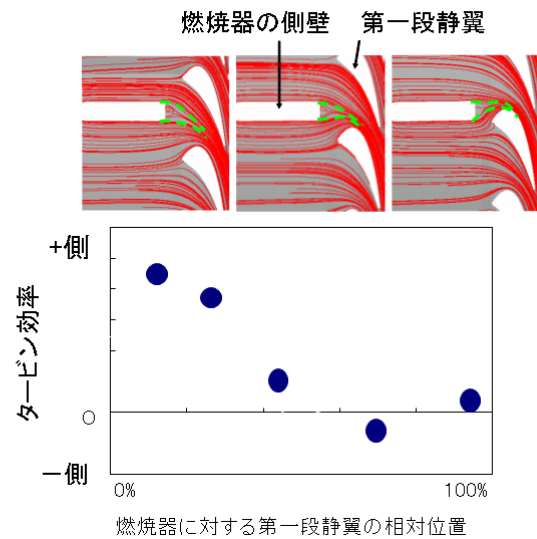 燃焼器の側壁 第一段静翼
+側
タービン効率
0
－側
0% 100%
燃焼器に対する第一段静翼の相対位置